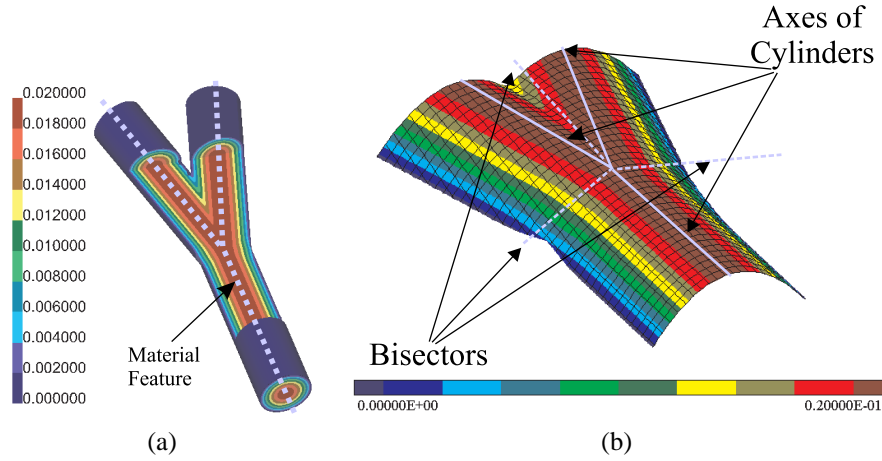 0.020000
0.018000
0.016000
0.014000
0.012000
0.010000
0.008000
0.006000
0.004000
0.002000
0.000000
Material
Feature
(a)
Axes of
Cylinders
Bisectors
0.00000E+00
0.20000E-01
(b)